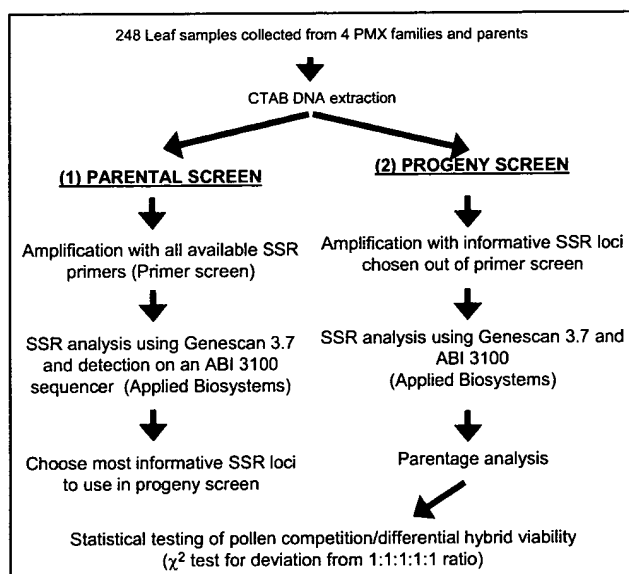 248 Leaf samples collected from 4 PMX families and parents
CTAB DNA extraction
(1) PARENTAL SCREEN
Amplification with all available SSR
primers (Primer screen)
SSR analysis using Genescan 3.7
and detection on an ABI 3100
sequencer (Applied Biosystems)
Choose most informative SSR loci
to use in progeny screen
(2) PROGENY SCREEN
Amplification with informative SSR loci
chosen out of primer screen
SSR analysis using Genescan 3.7 and
ABI 3100
(Applied Biosystems)
Parentage analysis
Statistical testing of pollen competition/differential hybrid viability
(χ² test for deviation from 1:1:1:1:1 ratio)